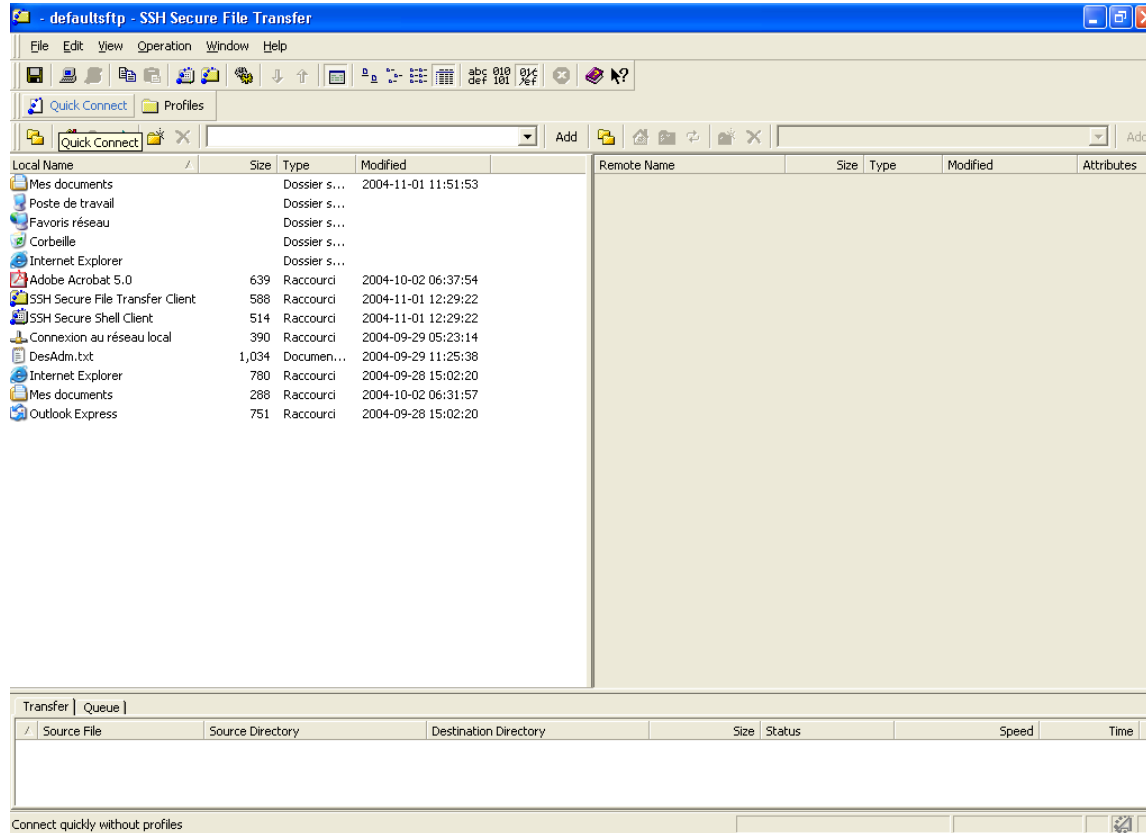 - defaultsftp - SSH Secure File Transfer
File Edit View Operation Window Help
abc def 010 101
Quick Connect Profiles
Quick Connect Add
Local Name / Size Type Modified Remote Name Size Type Modified Attributes
Mes documents Dossier s... 2004-11-01 11:51:53
Poste de travail Dossier s...
Favoris réseau Dossier s...
Corbeille Dossier s...
Internet Explorer Dossier s...
Adobe Acrobat 5.0 639 Raccourci 2004-10-02 06:37:54
SSH Secure File Transfer Client 588 Raccourci 2004-11-01 12:29:22
SSH Secure Shell Client 514 Raccourci 2004-11-01 12:29:22
Connexion au réseau local 390 Raccourci 2004-09-29 05:23:14
DesAdm.txt 1,034 Documen... 2004-09-29 11:25:38
Internet Explorer 780 Raccourci 2004-09-28 15:02:20
Mes documents 288 Raccourci 2004-10-02 06:31:57
Outlook Express 751 Raccourci 2004-09-28 15:02:20
Transfer Queue
/ Source File Source Directory Destination Directory Size Status Speed Time
Connect quickly without profiles